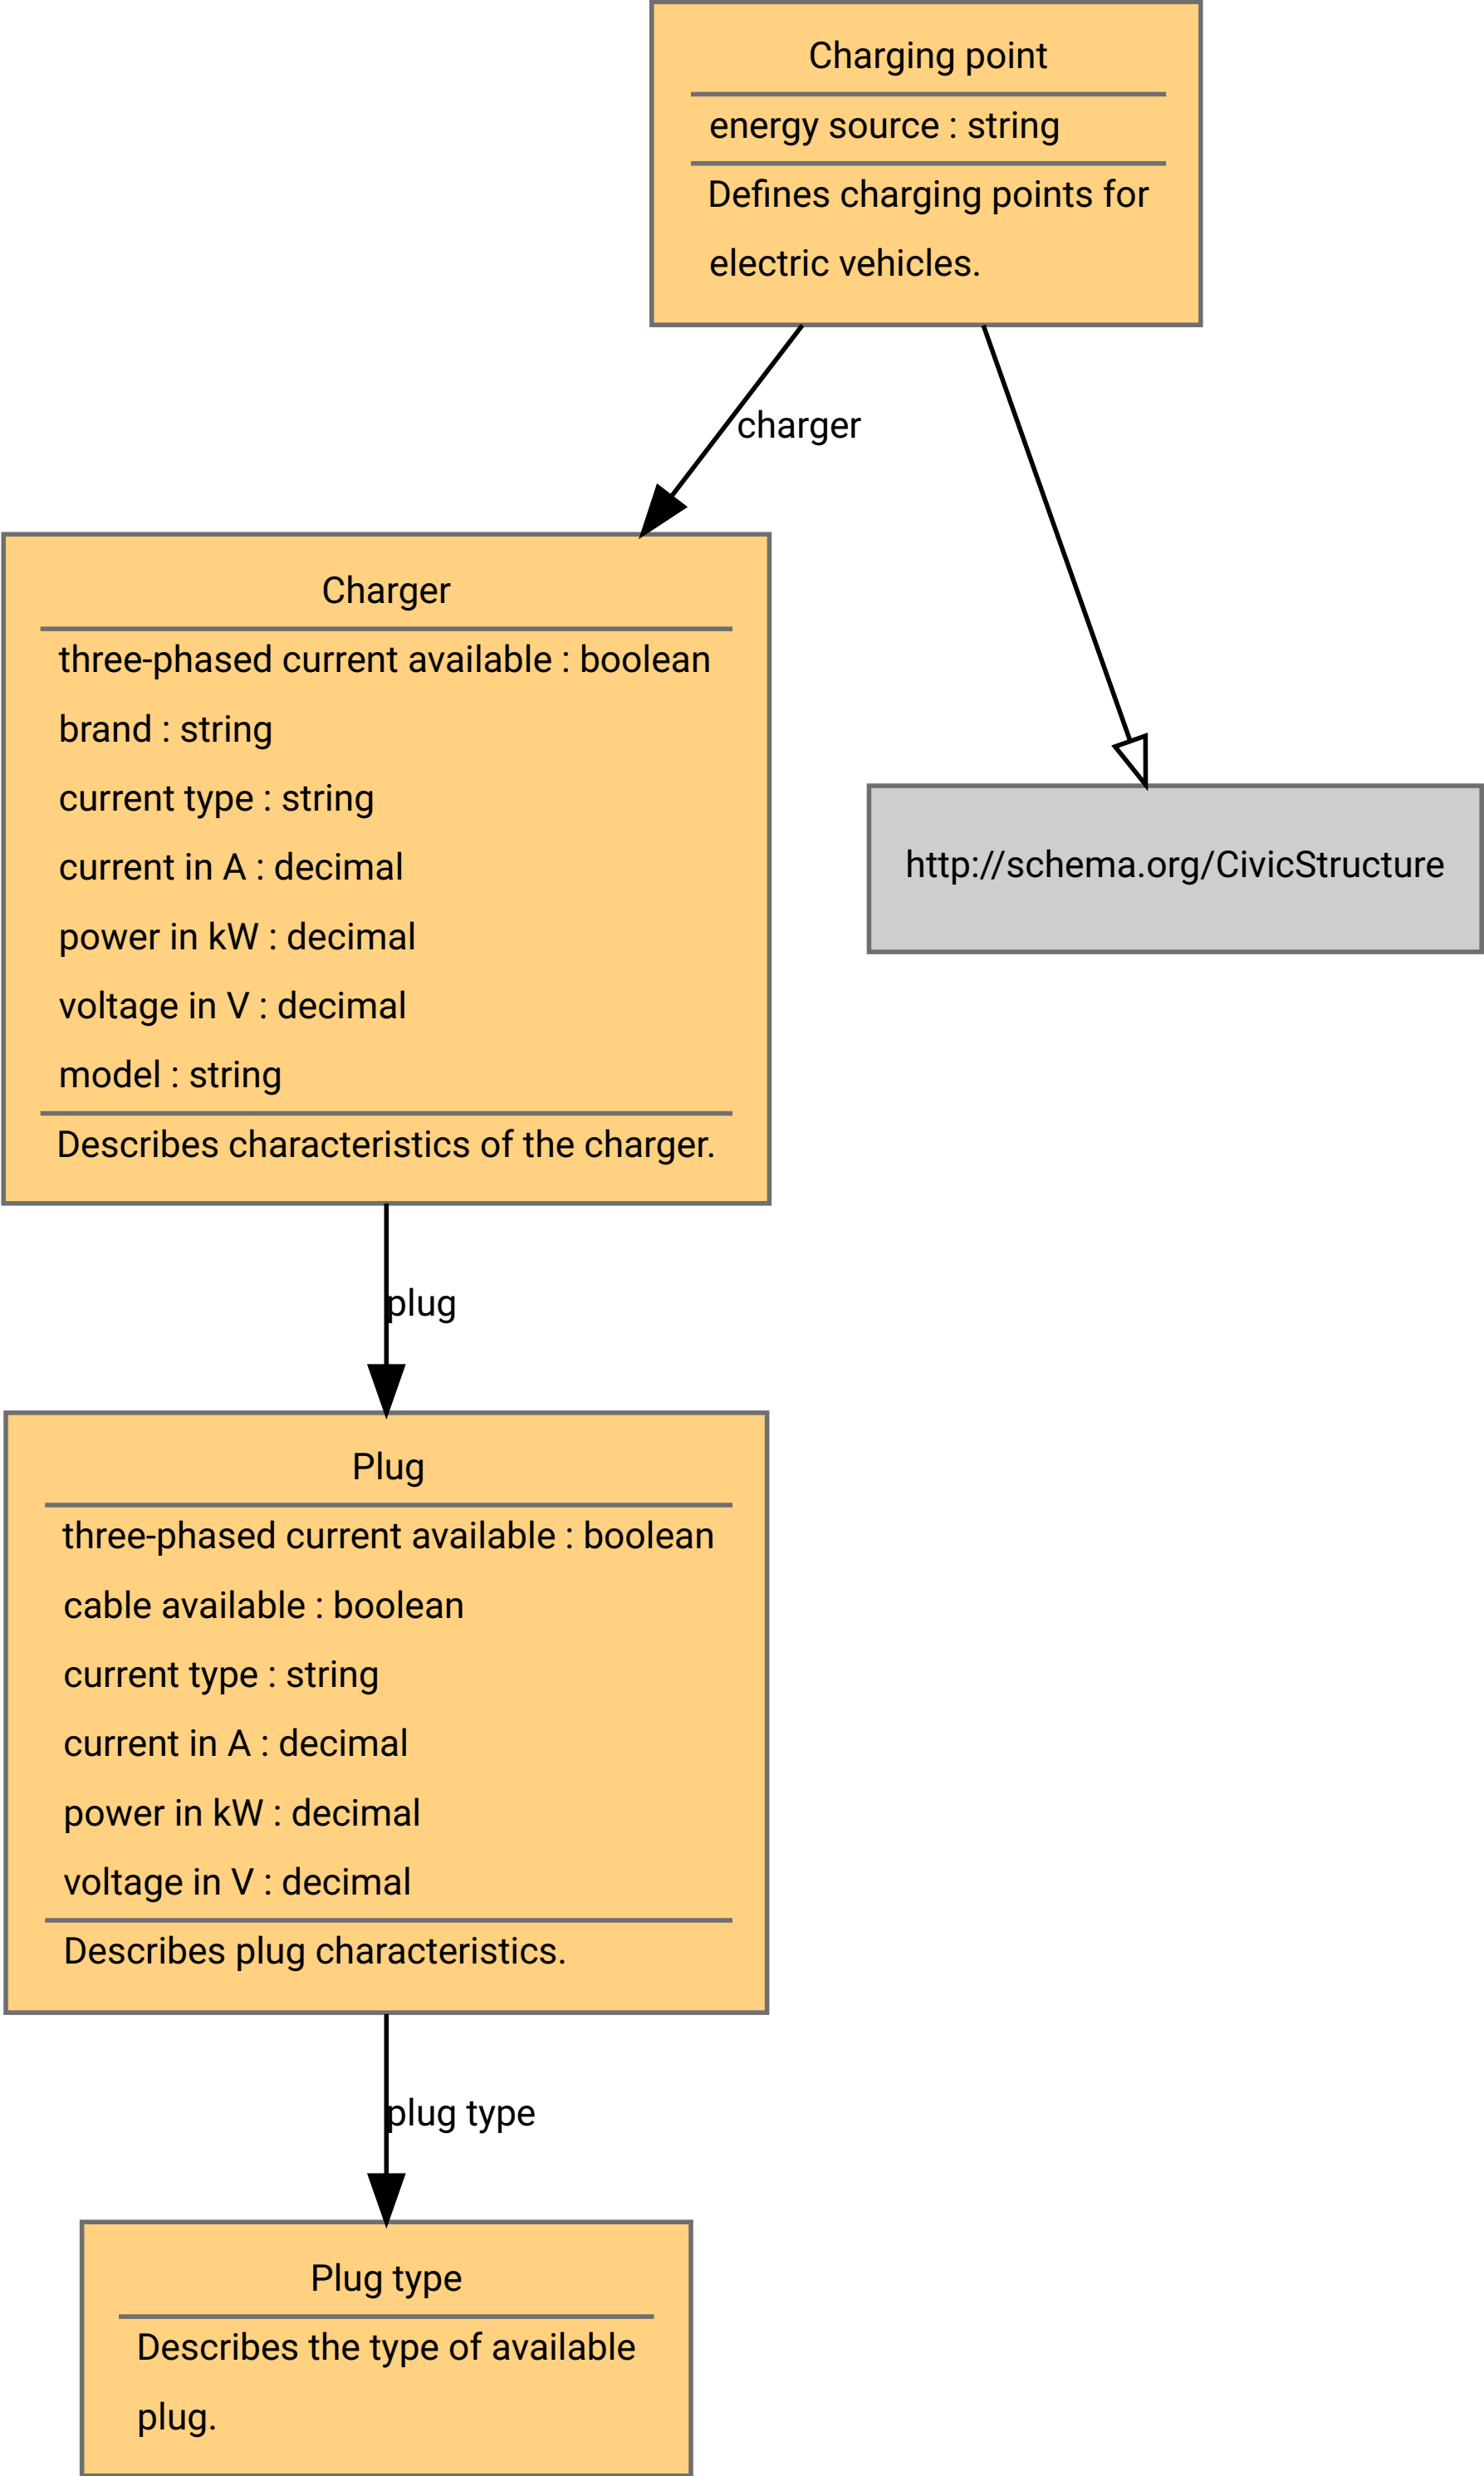 Charging point
energy source : string
Defines charging points for
electric vehicles.
charger
Charger
three-phased current available : boolean
brand : string
current type : string
current in A : decimal
power in kW : decimal
voltage in V : decimal
model : string
Describes characteristics of the charger.
http://schema.org/CivicStructure
plug
Plug
three-phased current available : boolean
cable available : boolean
current type : string
current in A : decimal
power in kW : decimal
voltage in V : decimal
Describes plug characteristics.
plug type
Plug type
Describes the type of available
plug.